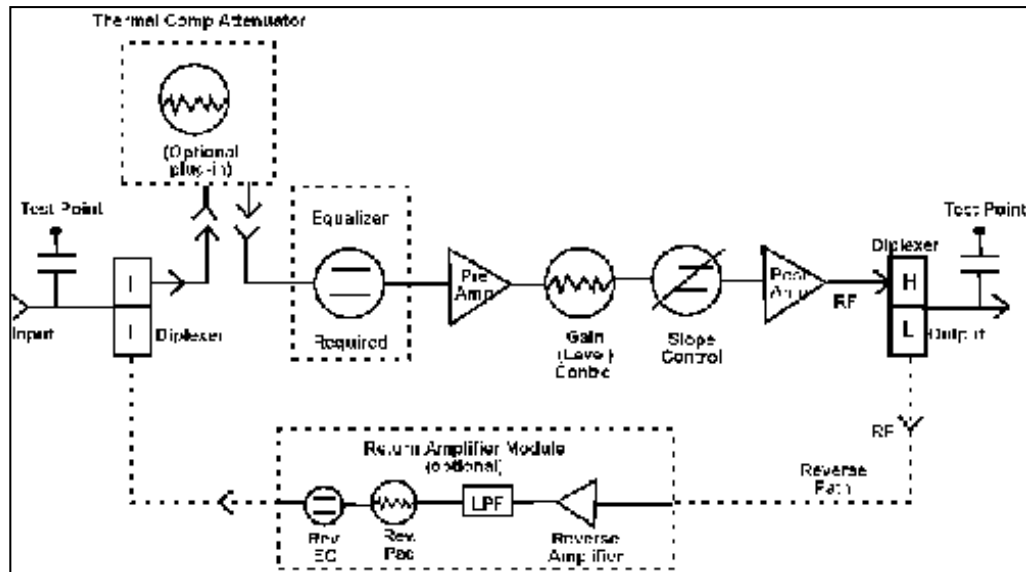 Thermal Comp Attenuator
(Optional
plug-in)
Test Point
Input
I
I
Diplexer
Equalizer
Required
Pre
Amp
Gain
(Level)
Control
Slope
Control
Post
Amp
RF
Diplexer
H
L
Test Point
Output
RF
Reverse
Path
Return Amplifier Module
(optional)
Rev
EQ
Rev
Pad
LPF
Reverse
Amplifier